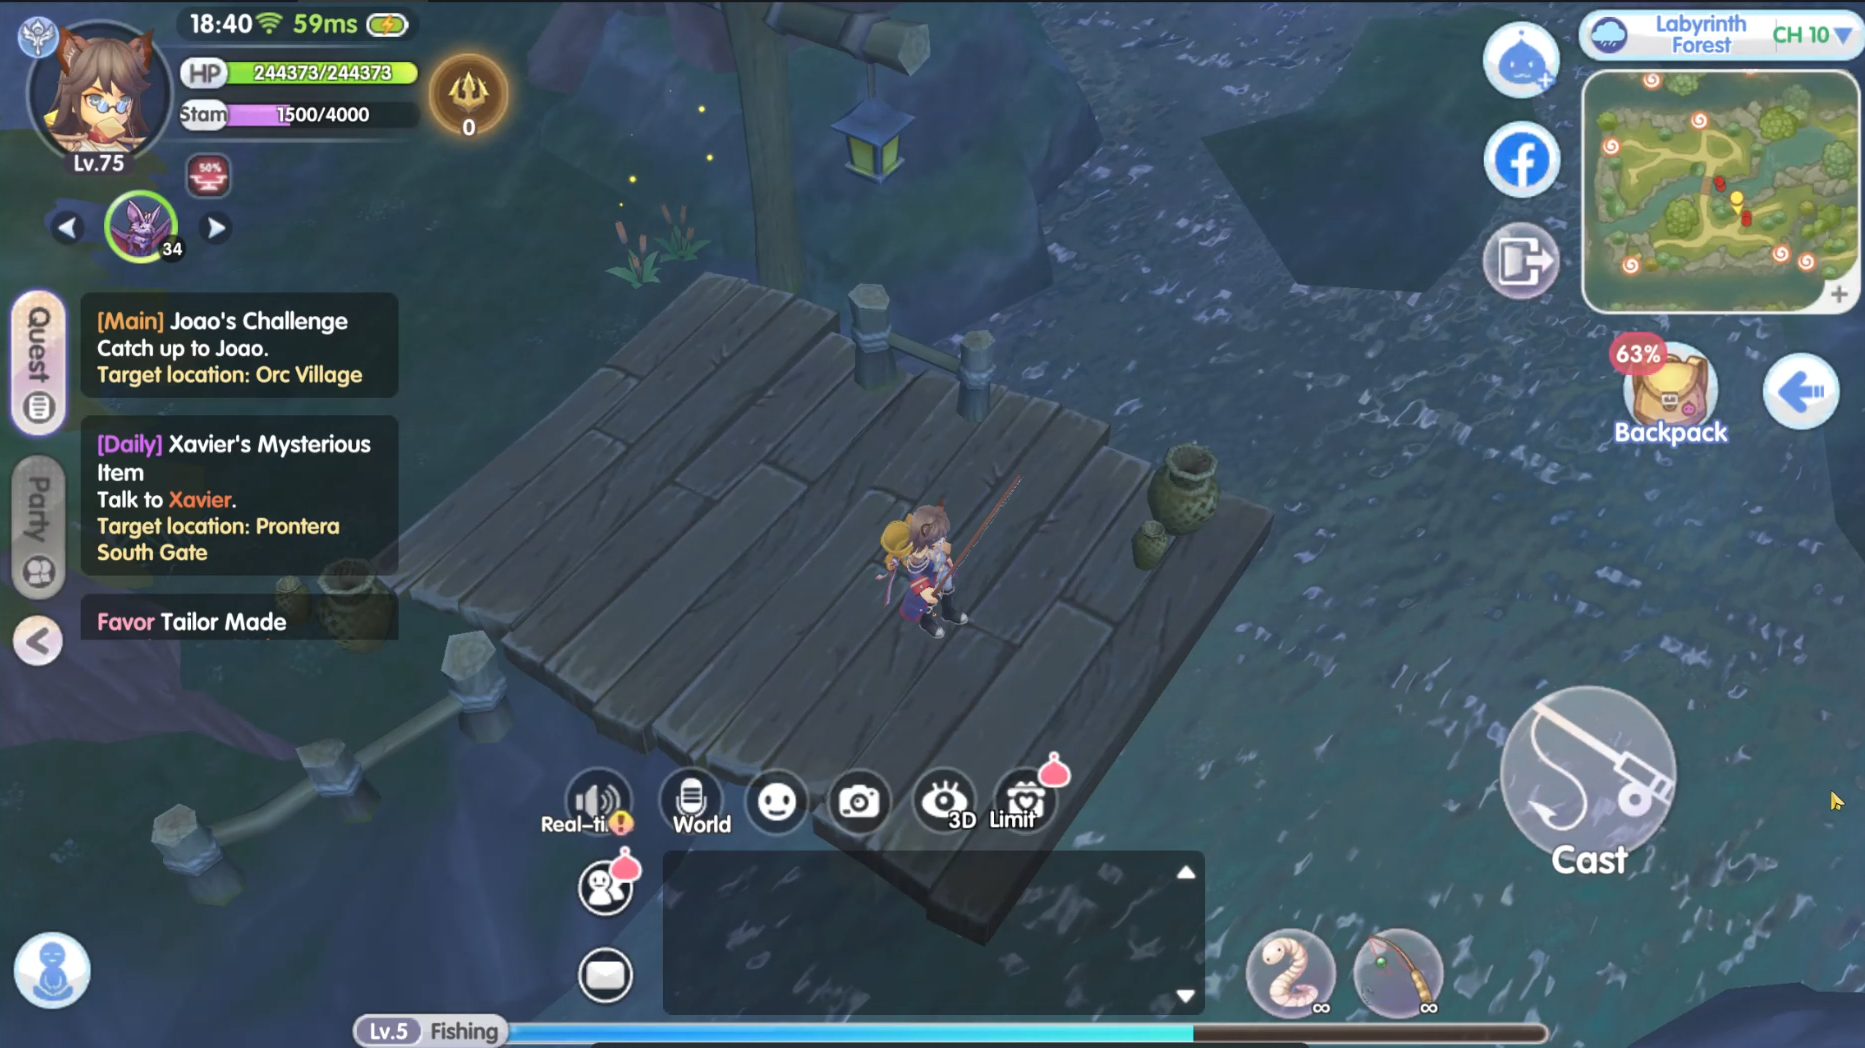 18:40 59ms
HP 244373/244373
Stam 1500/4000
0
Lv.75
50%
34
Quest
[Main] Joao's Challenge
Catch up to Joao.
Target location: Orc Village
[Daily] Xavier's Mysterious
Item
Talk to Xavier.
Target location: Prontera
South Gate
Party
Favor Tailor Made
Labyrinth
Forest
CH 10
63%
Backpack
Real-ti
World
3D
Limit
Cast
∞
∞
Lv.5 Fishing